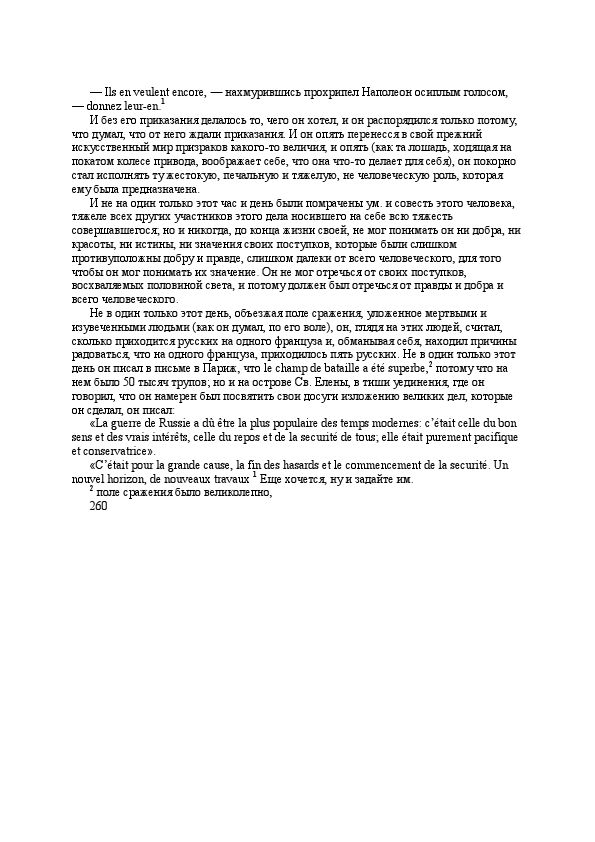 — Ils en veulent encore, — нахмурившись прохрипел Наполеон осиплым голосом,
— donnez leur-en.1
И без его приказания делалось то, чего он хотел, и он распорядился только потому,
что думал, что от него ждали приказания. И он опять перенесся в свой прежний
искусственный мир призраков какого-то величия, и опять (как та лошадь, ходящая на
покатом колесе привода, воображает себе, что она что-то делает для себя), он покорно
стал исполнять ту жестокую, печальную и тяжелую, не человеческую роль, которая
ему была предназначена.
И не на один только этот час и день были помрачены ум. и совесть этого человека,
тяжеле всех других участников этого дела носившего на себе всю тяжесть
совершавшегося; но и никогда, до конца жизни своей, не мог понимать он ни добра, ни
красоты, ни истины, ни значения своих поступков, которые были слишком
противуположны добру и правде, слишком далеки от всего человеческого, для того
чтобы он мог понимать их значение. Он не мог отречься от своих поступков,
восхваляемых половиной света, и потому должен был отречься от правды и добра и
всего человеческого.
Не в один только этот день, объезжая поле сражения, уложенное мертвыми и
изувеченными людьми (как он думал, по его воле), он, глядя на этих людей, считал,
сколько приходится русских на одного француза и, обманывая себя, находил причины
радоваться, что на одного француза, приходилось пять русских. Не в один только этот
день он писал в письме в Париж, что le champ de bataille a été superbe,2 потому что на
нем было 50 тысяч трупов; но и на острове Св. Елены, в тиши уединения, где он
говорил, что он намерен был посвятить свои досуги изложению великих дел, которые
он сделал, он писал:
«La guerre de Russie a dû être la plus populaire des temps modernes: c’était celle du bon
sens et des vrais intérêts, celle du repos et de la securité de tous; elle était purement pacifique
et conservatrice».
«C’était pour la grande cause, la fin des hasards et le commencement de la securité. Un
nouvel horizon, de nouveaux travaux 1 Еще хочется, ну и задайте им.
2 поле сражения было великолепно,
260